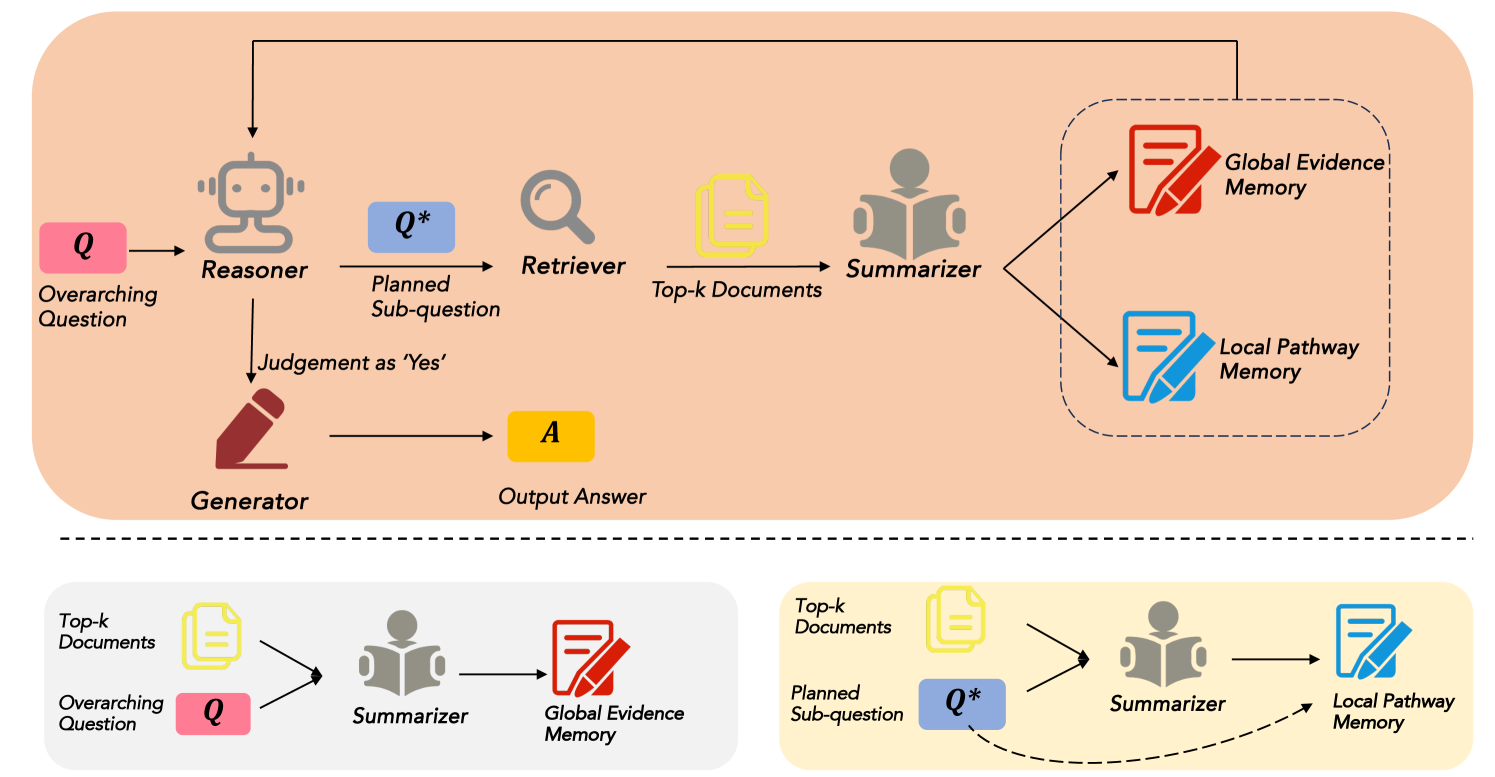 Q
Overarching
Question
Reasoner
Q*
Planned
Sub-question
Retriever
Top-k Documents
Summarizer
Global Evidence
Memory
Local Pathway
Memory
Judgement as ‘Yes’
Generator
A
Output Answer
Top-k
Documents
Overarching
Question
Q
Summarizer
Global Evidence
Memory
Top-k
Documents
Planned
Sub-question
Q*
Summarizer
Local Pathway
Memory